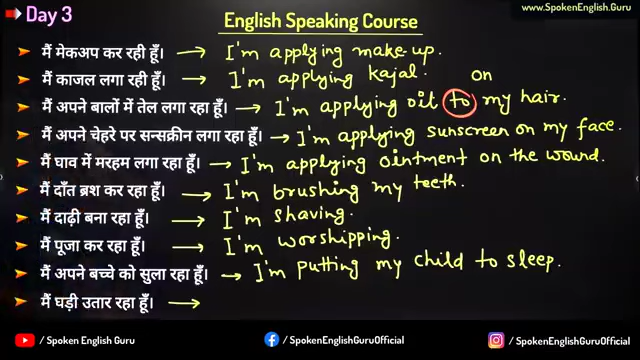 Day 3
English Speaking Course
www.SpokenEnglish.Guru
मैं मेकअप कर रही हूँ। → I'm applying make-up.
मैं काजल लगा रही हूँ। → I'm applying Kajal.
on
मैं अपने बालों में तेल लगा रहा हूँ। → I'm applying oil to my hair.
मैं अपने चेहरे पर सन्सक्रीन लगा रहा हूँ। → I'm applying sunscreen on my face.
मैं घाव में मरहम लगा रहा हूँ। → I'm applying ointment on the wound.
मैं दाँत ब्रश कर रहा हूँ। → I'm brushing my teeth.
मैं दाढ़ी बना रहा हूँ। → I'm shaving.
मैं पूजा कर रहा हूँ। → I'm worshipping.
मैं अपने बच्चे को सुला रहा हूँ। → I'm putting my child to sleep.
मैं घड़ी उतार रहा हूँ। →
/ Spoken English Guru
/ SpokenEnglishGuruOfficial
/ SpokenEnglishGuruOfficial